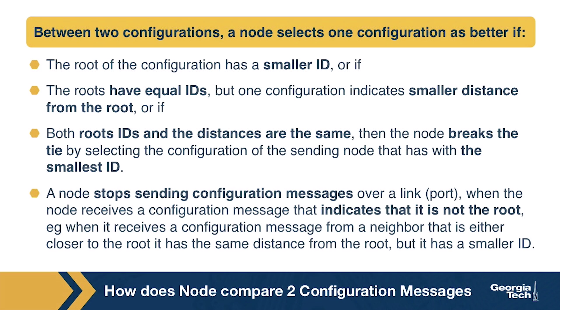 Between two configurations, a node selects one configuration as better if:
The root of the configuration has a smaller ID, or if
The roots have equal IDs, but one configuration indicates smaller distance
from the root, or if
Both roots IDs and the distances are the same, then the node breaks the
tie by selecting the configuration of the sending node that has with the
smallest ID.
A node stops sending configuration messages over a link (port), when the
node receives a configuration message that indicates that it is not the root,
eg when it receives a configuration message from a neighbor that is either
closer to the root it has the same distance from the root, but it has a smaller ID.
How does Node compare 2 Configuration Messages
Georgia
Tech